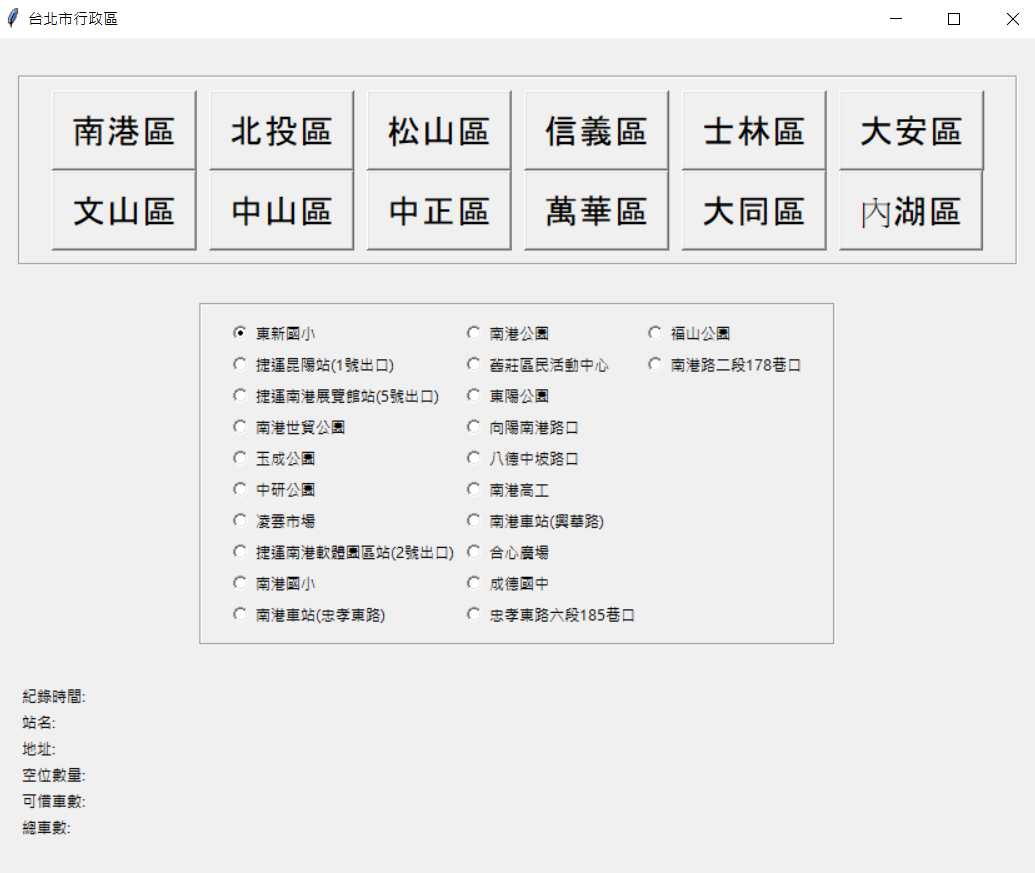 台北市行政區
南港區 北投區 松山區 信義區 士林區 大安區
文山區 中山區 中正區 萬華區 大同區 內湖區
東新國小 南港公園 福山公園
捷運昆陽站(1號出口) 舊莊區民活動中心 南港路二段178巷口
捷運南港展覽館站(5號出口) 東陽公園
南港世貿公園 向陽南港路口
玉成公園 八德中坡路口
中研公園 南港高工
凌雲市場 南港車站(興華路)
捷運南港軟體園區站(2號出口) 合心廣場
南港國小 成德國中
南港車站(忠孝東路) 忠孝東路六段185巷口
紀錄時間:
站名:
地址:
空位數量:
可借車數:
總車數: